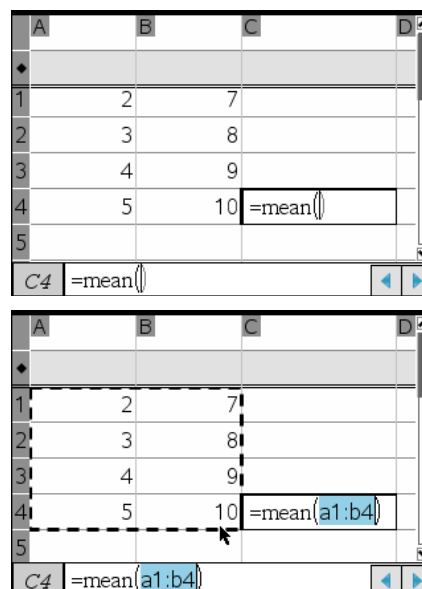 A B C D
◆
1 2 7
2 3 8
3 4 9
4 5 10 =mean()
5
C4 =mean()
A B C D
◆
1 2 7
2 3 8
3 4 9
4 5 10 =mean(a1:b4)
5
C4 =mean(a1:b4)